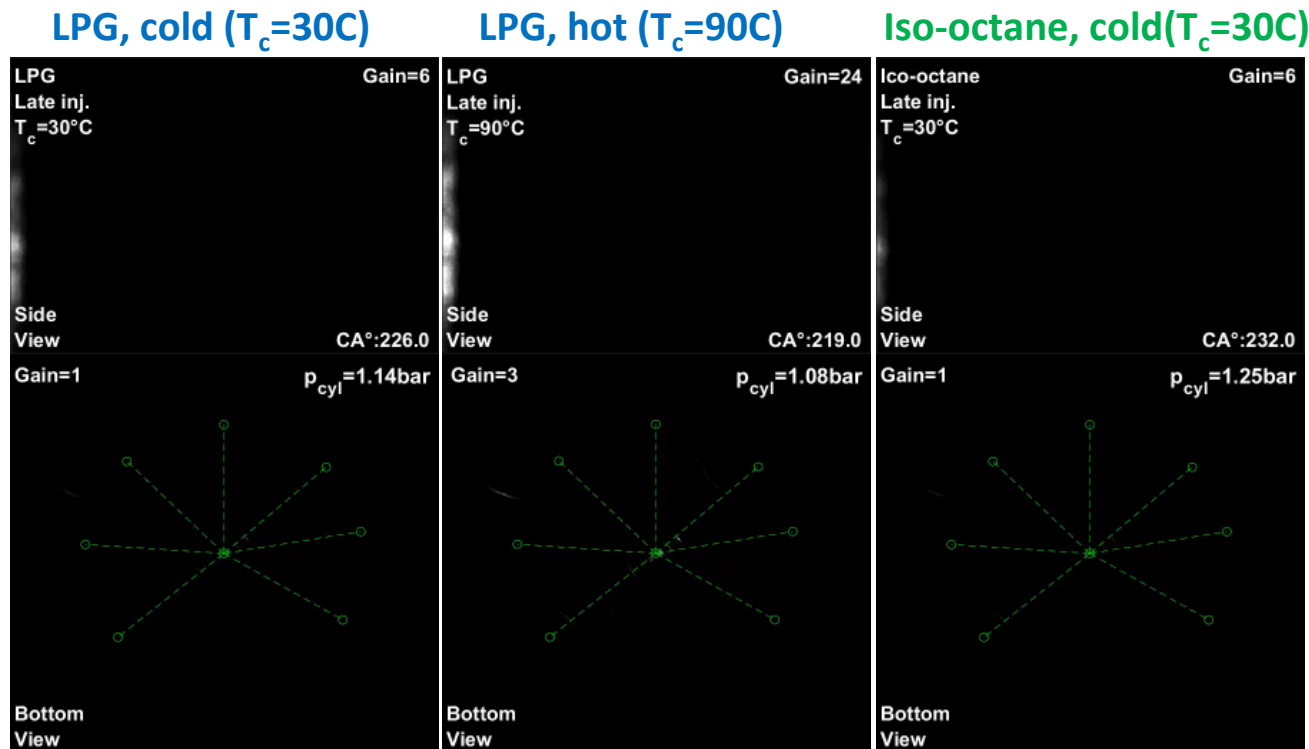 LPG, cold (Tc=30C)
LPG, hot (Tc=90C)
Iso-octane, cold(Tc=30C)
LPG
Gain=6
Late inj.
Tc=30°C
Side
View
CA°:226.0
LPG
Gain=24
Late inj.
Tc=90°C
Side
View
CA°:219.0
Ico-octane
Gain=6
Late inj.
Tc=30°C
Side
View
CA°:232.0
Gain=1
pcyl=1.14bar
Bottom
View
Gain=3
pcyl=1.08bar
Bottom
View
Gain=1
pcyl=1.25bar
Bottom
View